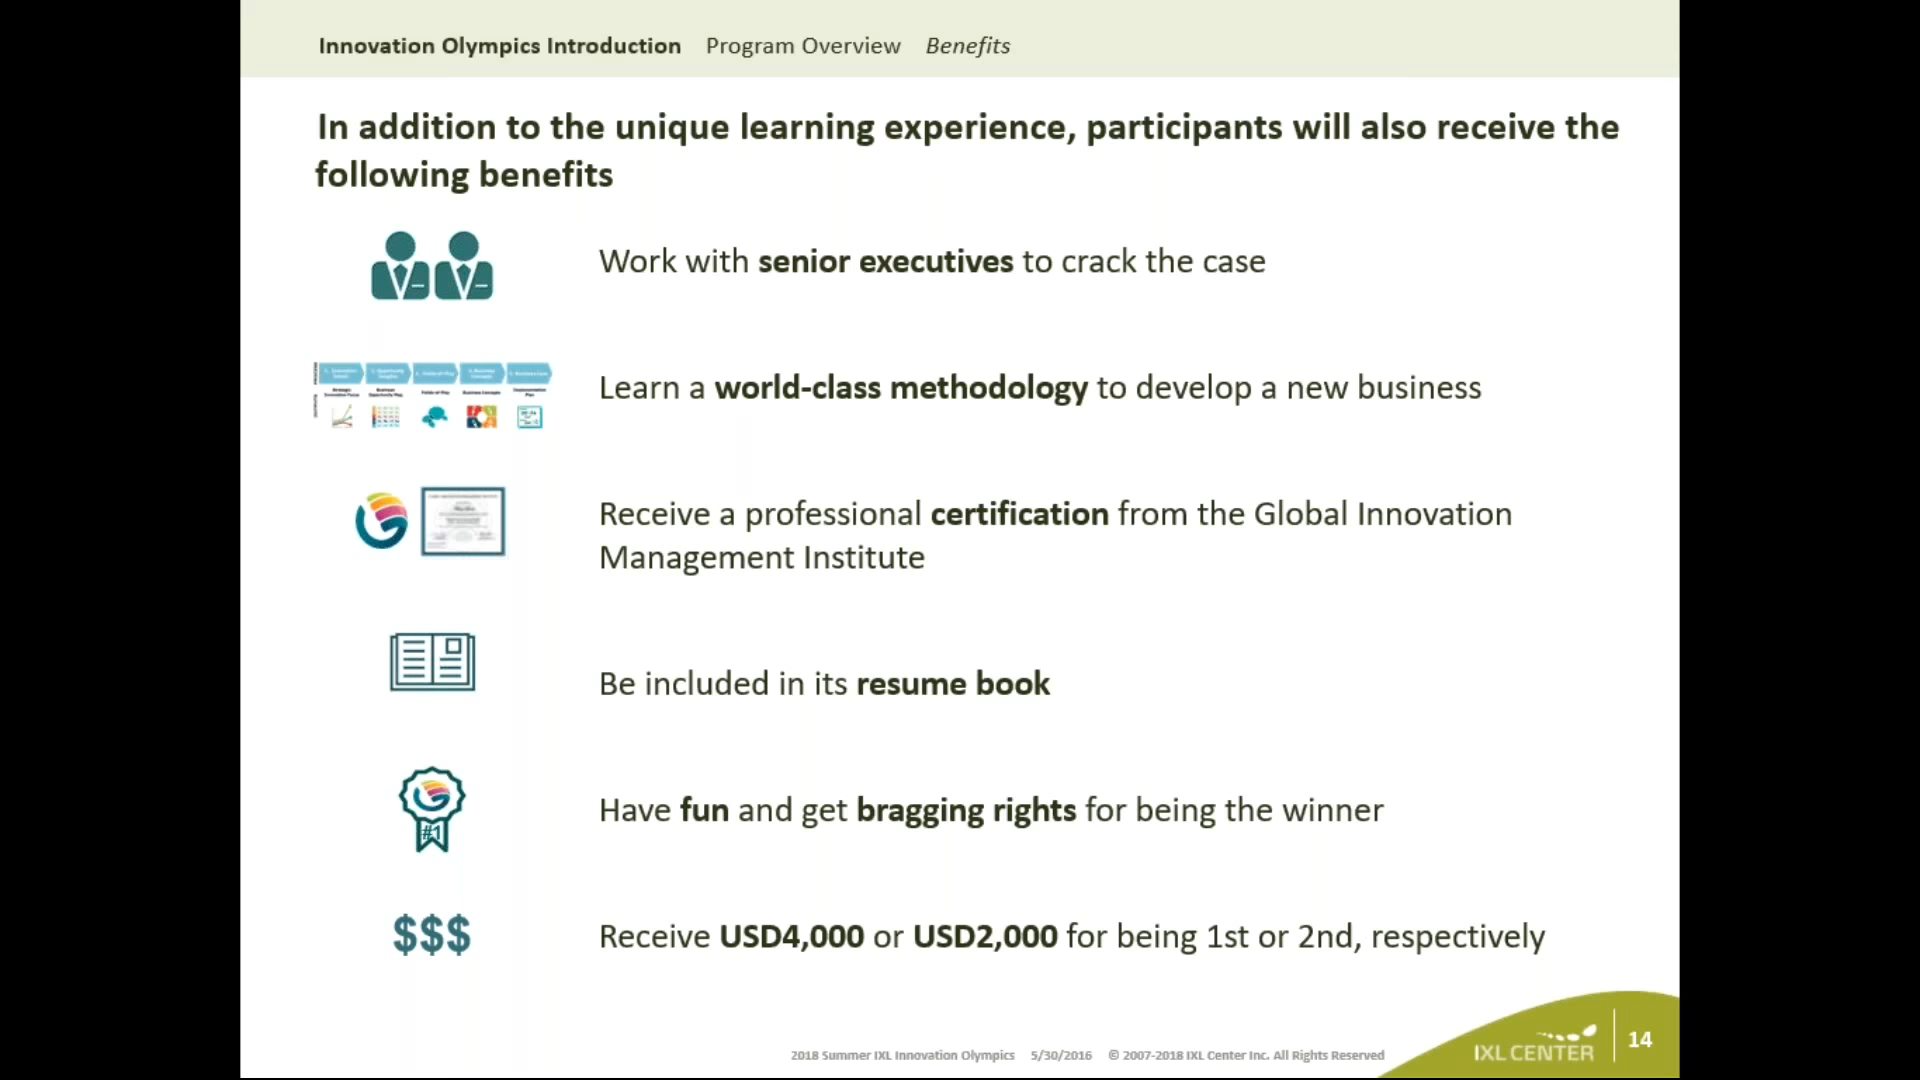 Innovation Olympics Introduction Program Overview Benefits
In addition to the unique learning experience, participants will also receive the
following benefits
Work with senior executives to crack the case
Learn a world-class methodology to develop a new business
Receive a professional certification from the Global Innovation
Management Institute
Be included in its resume book
#1
Have fun and get bragging rights for being the winner
$$$
Receive USD4,000 or USD2,000 for being 1st or 2nd, respectively
2018 Summer IXL Innovation Olympics 5/30/2016 © 2007-2018 IXL Center Inc. All Rights Reserved
IXL CENTER
14